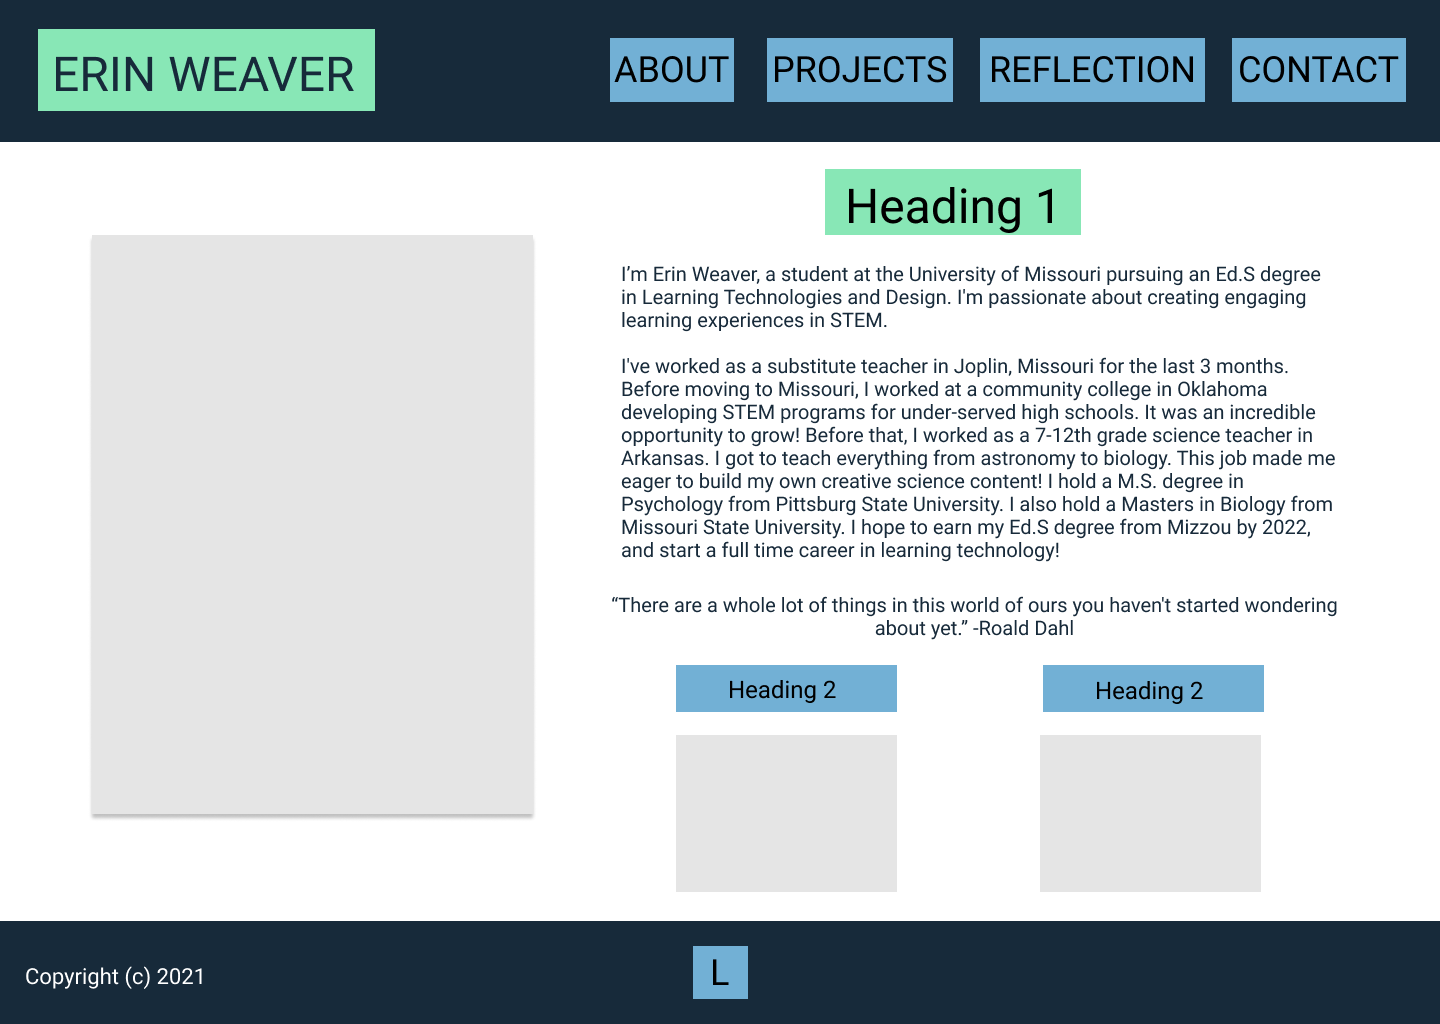 ERIN WEAVER
ABOUT
PROJECTS
REFLECTION
CONTACT
Heading 1
I’m Erin Weaver, a student at the University of Missouri pursuing an Ed.S degree
in Learning Technologies and Design. I'm passionate about creating engaging
learning experiences in STEM.
I've worked as a substitute teacher in Joplin, Missouri for the last 3 months.
Before moving to Missouri, I worked at a community college in Oklahoma
developing STEM programs for under-served high schools. It was an incredible
opportunity to grow! Before that, I worked as a 7-12th grade science teacher in
Arkansas. I got to teach everything from astronomy to biology. This job made me
eager to build my own creative science content! I hold a M.S. degree in
Psychology from Pittsburg State University. I also hold a Masters in Biology from
Missouri State University. I hope to earn my Ed.S degree from Mizzou by 2022,
and start a full time career in learning technology!
“There are a whole lot of things in this world of ours you haven't started wondering
about yet.” -Roald Dahl
Heading 2
Heading 2
Copyright (c) 2021
L